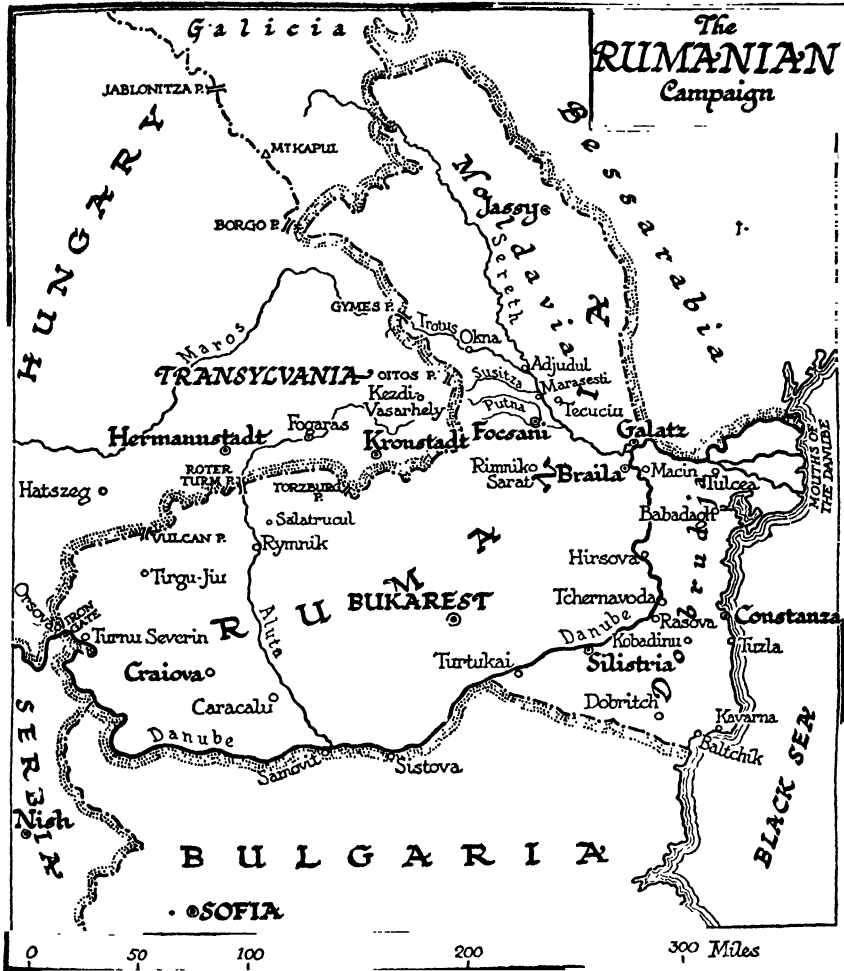 The
RUMANIAN
Campaign
Galicia
JABLONITZA P.
Bessarabia
HUNGARY
MT KAPUL
Moldavia
Jassy
BORGO P.
Sereth
GYMES P.
Trotus
Okna
Maros
Adjudul
TRANSYLVANIA
OITOS P.
Susitza
Marasesti
Kezdi
Vasarhely
Putna
Tecuciu
Fogaras
Hermannstadt
Kronstadt
Focsani
Galatz
ROTER
TURM P.
Rimnik
Sarat
Braila
Macin
Tulcea
MOUTHS OF
THE DANUBE
Hatszeg
TORZBURG
P.
Babadagh
Salatrucul
VULCAN P.
Rymnik
Hirsova
Tirgu-Jiu
RUMANIA
BUKAREST
Tchernavoda
Dobrudja
Orsova
IRON
GATE
Aluta
Danube
Rasova
Constanza
Turnu Severin
Kobadinu
Tuzla
Craiova
Turtukai
Silistria
Caracalu
Dobritch
Kavarna
Danube
Baltchik
Samovit
Sistova
SERBIA
Nish
BLACK SEA
BULGARIA
SOFIA
0 50 100 200 300 Miles